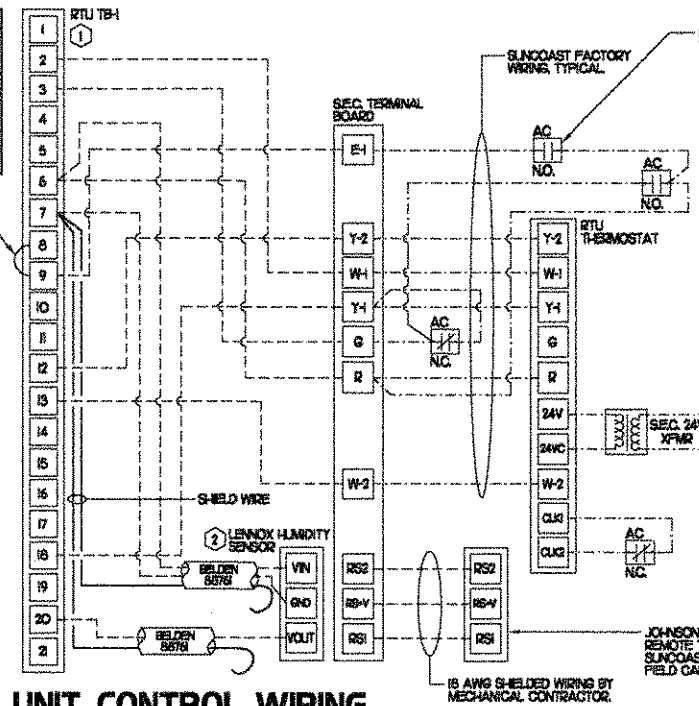 RTU TB-1
1
1
2
3
4
5
6
7
8
9
10
11
12
13
14
15
16
17
18
19
20
21
SUNCOAST FACTORY
WIRING, TYPICAL.
S.E.C. TERMINAL
BOARD
E-1
Y-2
W-1
Y-1
G
R
W-2
RS2
RS+V
RS1
AC
N.O.
AC
N.O.
AC
N.C.
RTU
THERMOSTAT
Y-2
W-1
Y-1
G
R
24V
24VC
W-2
CLK1
CLK2
S.E.C. 24V
XFMR
AC
N.C.
SHIELD WIRE
2
LENNOX HUMIDITY
SENSOR
VIN
GND
VOUT
BELDEN
88761
BELDEN
88761
RS2
RS+V
RS1
JOHNSON
REMOTE
SUNCOAS
FIELD CA
18 AWG SHIELDED WIRING BY
MECHANICAL CONTRACTOR.
UNIT CONTROL WIRING